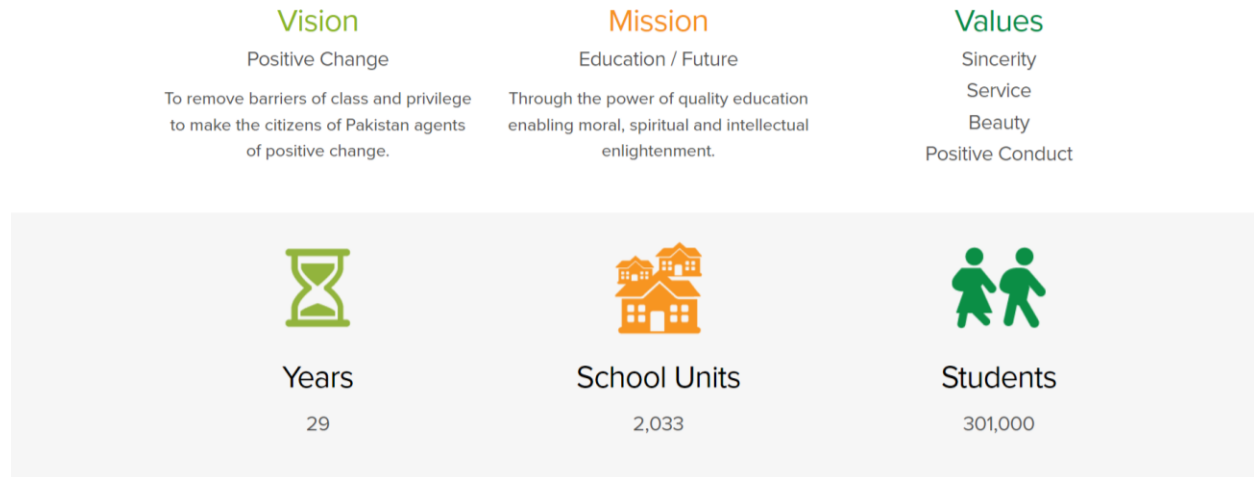 Vision
Positive Change
To remove barriers of class and privilege
to make the citizens of Pakistan agents
of positive change.
Mission
Education / Future
Through the power of quality education
enabling moral, spiritual and intellectual
enlightenment.
Values
Sincerity
Service
Beauty
Positive Conduct
Years
29
School Units
2,033
Students
301,000